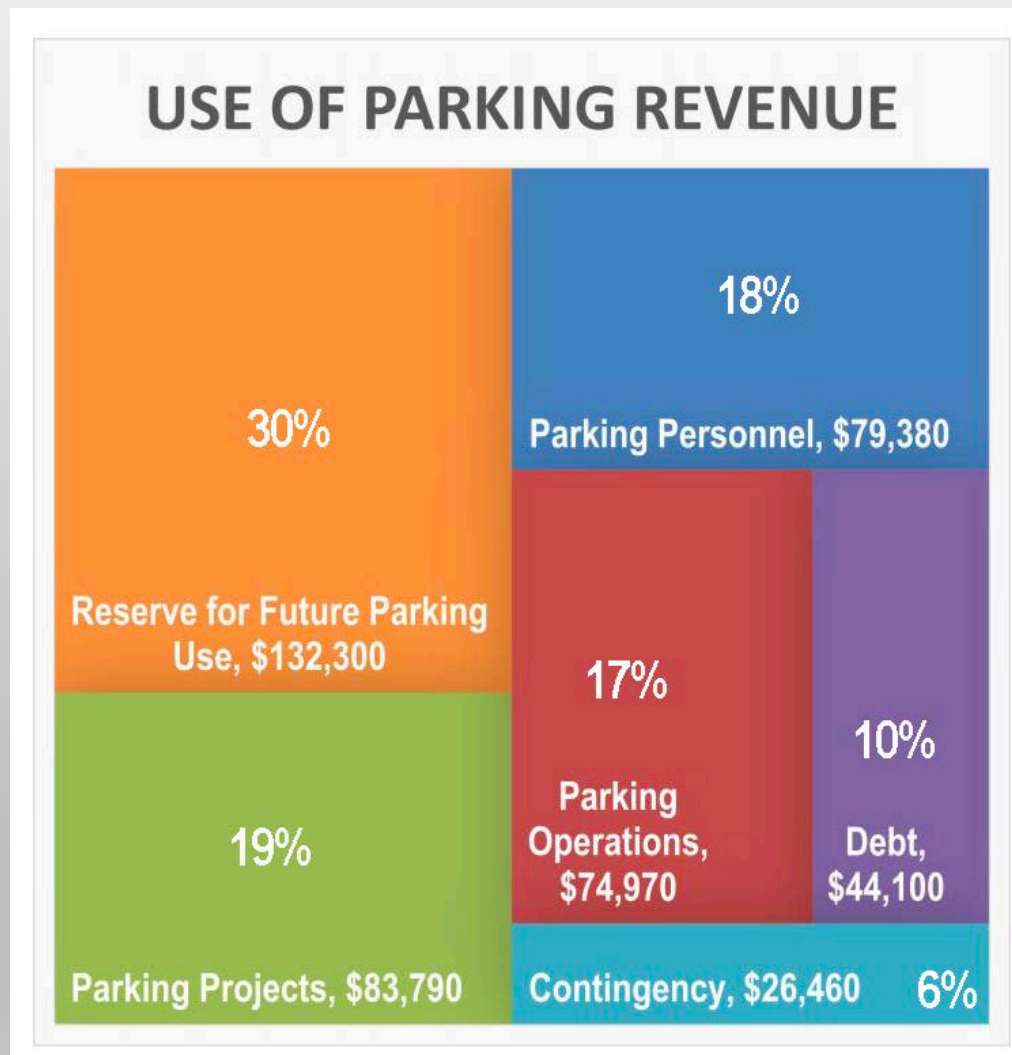 USE OF PARKING REVENUE
30%
Reserve for Future Parking
Use, $132,300
19%
Parking Projects, $83,790
18%
Parking Personnel, $79,380
17%
Parking
Operations,
$74,970
10%
Debt,
$44,100
Contingency, $26,460 6%